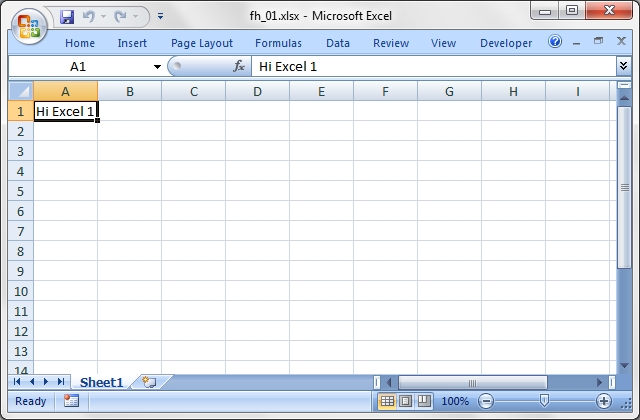 fh_01.xlsx - Microsoft Excel
Home Insert Page Layout Formulas Data Review View Developer
A1 fx Hi Excel 1
A B C D E F G H I
1 Hi Excel 1
2
3
4
5
6
7
8
9
10
11
12
13
14
Sheet1
Ready 100%